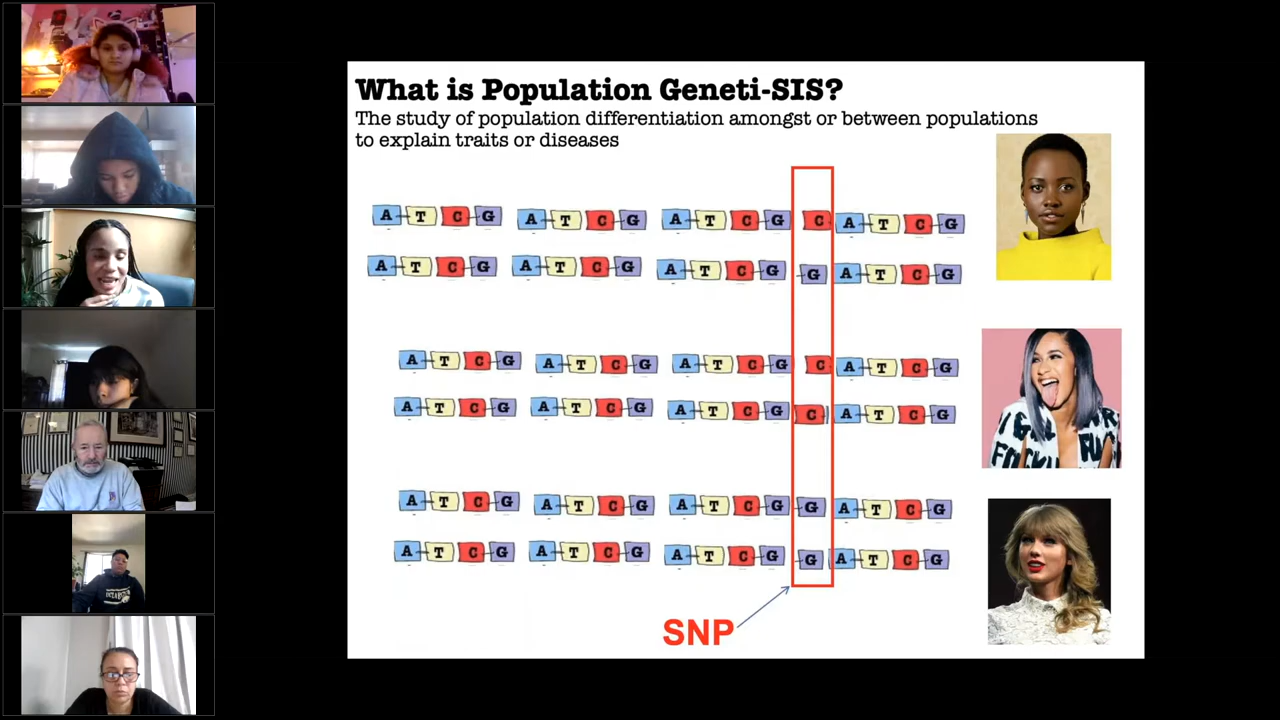 What is Population Geneti-SIS?
The study of population differentiation amongst or between populations
to explain traits or diseases
A T C G A T C G A T C G C A T C G
A T C G A T C G A T C G G A T C G
A T C G A T C G A T C G C A T C G
A T C G A T C G A T C G C A T C G
A T C G A T C G A T C G G A T C G
A T C G A T C G A T C G G A T C G
SNP